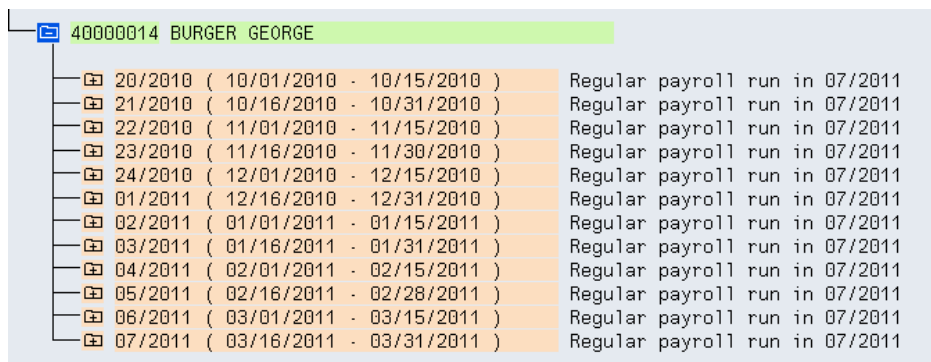 40000014 BURGER GEORGE
20/2010 ( 10/01/2010 - 10/15/2010 ) Regular payroll run in 07/2011
21/2010 ( 10/16/2010 - 10/31/2010 ) Regular payroll run in 07/2011
22/2010 ( 11/01/2010 - 11/15/2010 ) Regular payroll run in 07/2011
23/2010 ( 11/16/2010 - 11/30/2010 ) Regular payroll run in 07/2011
24/2010 ( 12/01/2010 - 12/15/2010 ) Regular payroll run in 07/2011
01/2011 ( 12/16/2010 - 12/31/2010 ) Regular payroll run in 07/2011
02/2011 ( 01/01/2011 - 01/15/2011 ) Regular payroll run in 07/2011
03/2011 ( 01/16/2011 - 01/31/2011 ) Regular payroll run in 07/2011
04/2011 ( 02/01/2011 - 02/15/2011 ) Regular payroll run in 07/2011
05/2011 ( 02/16/2011 - 02/28/2011 ) Regular payroll run in 07/2011
06/2011 ( 03/01/2011 - 03/15/2011 ) Regular payroll run in 07/2011
07/2011 ( 03/16/2011 - 03/31/2011 ) Regular payroll run in 07/2011